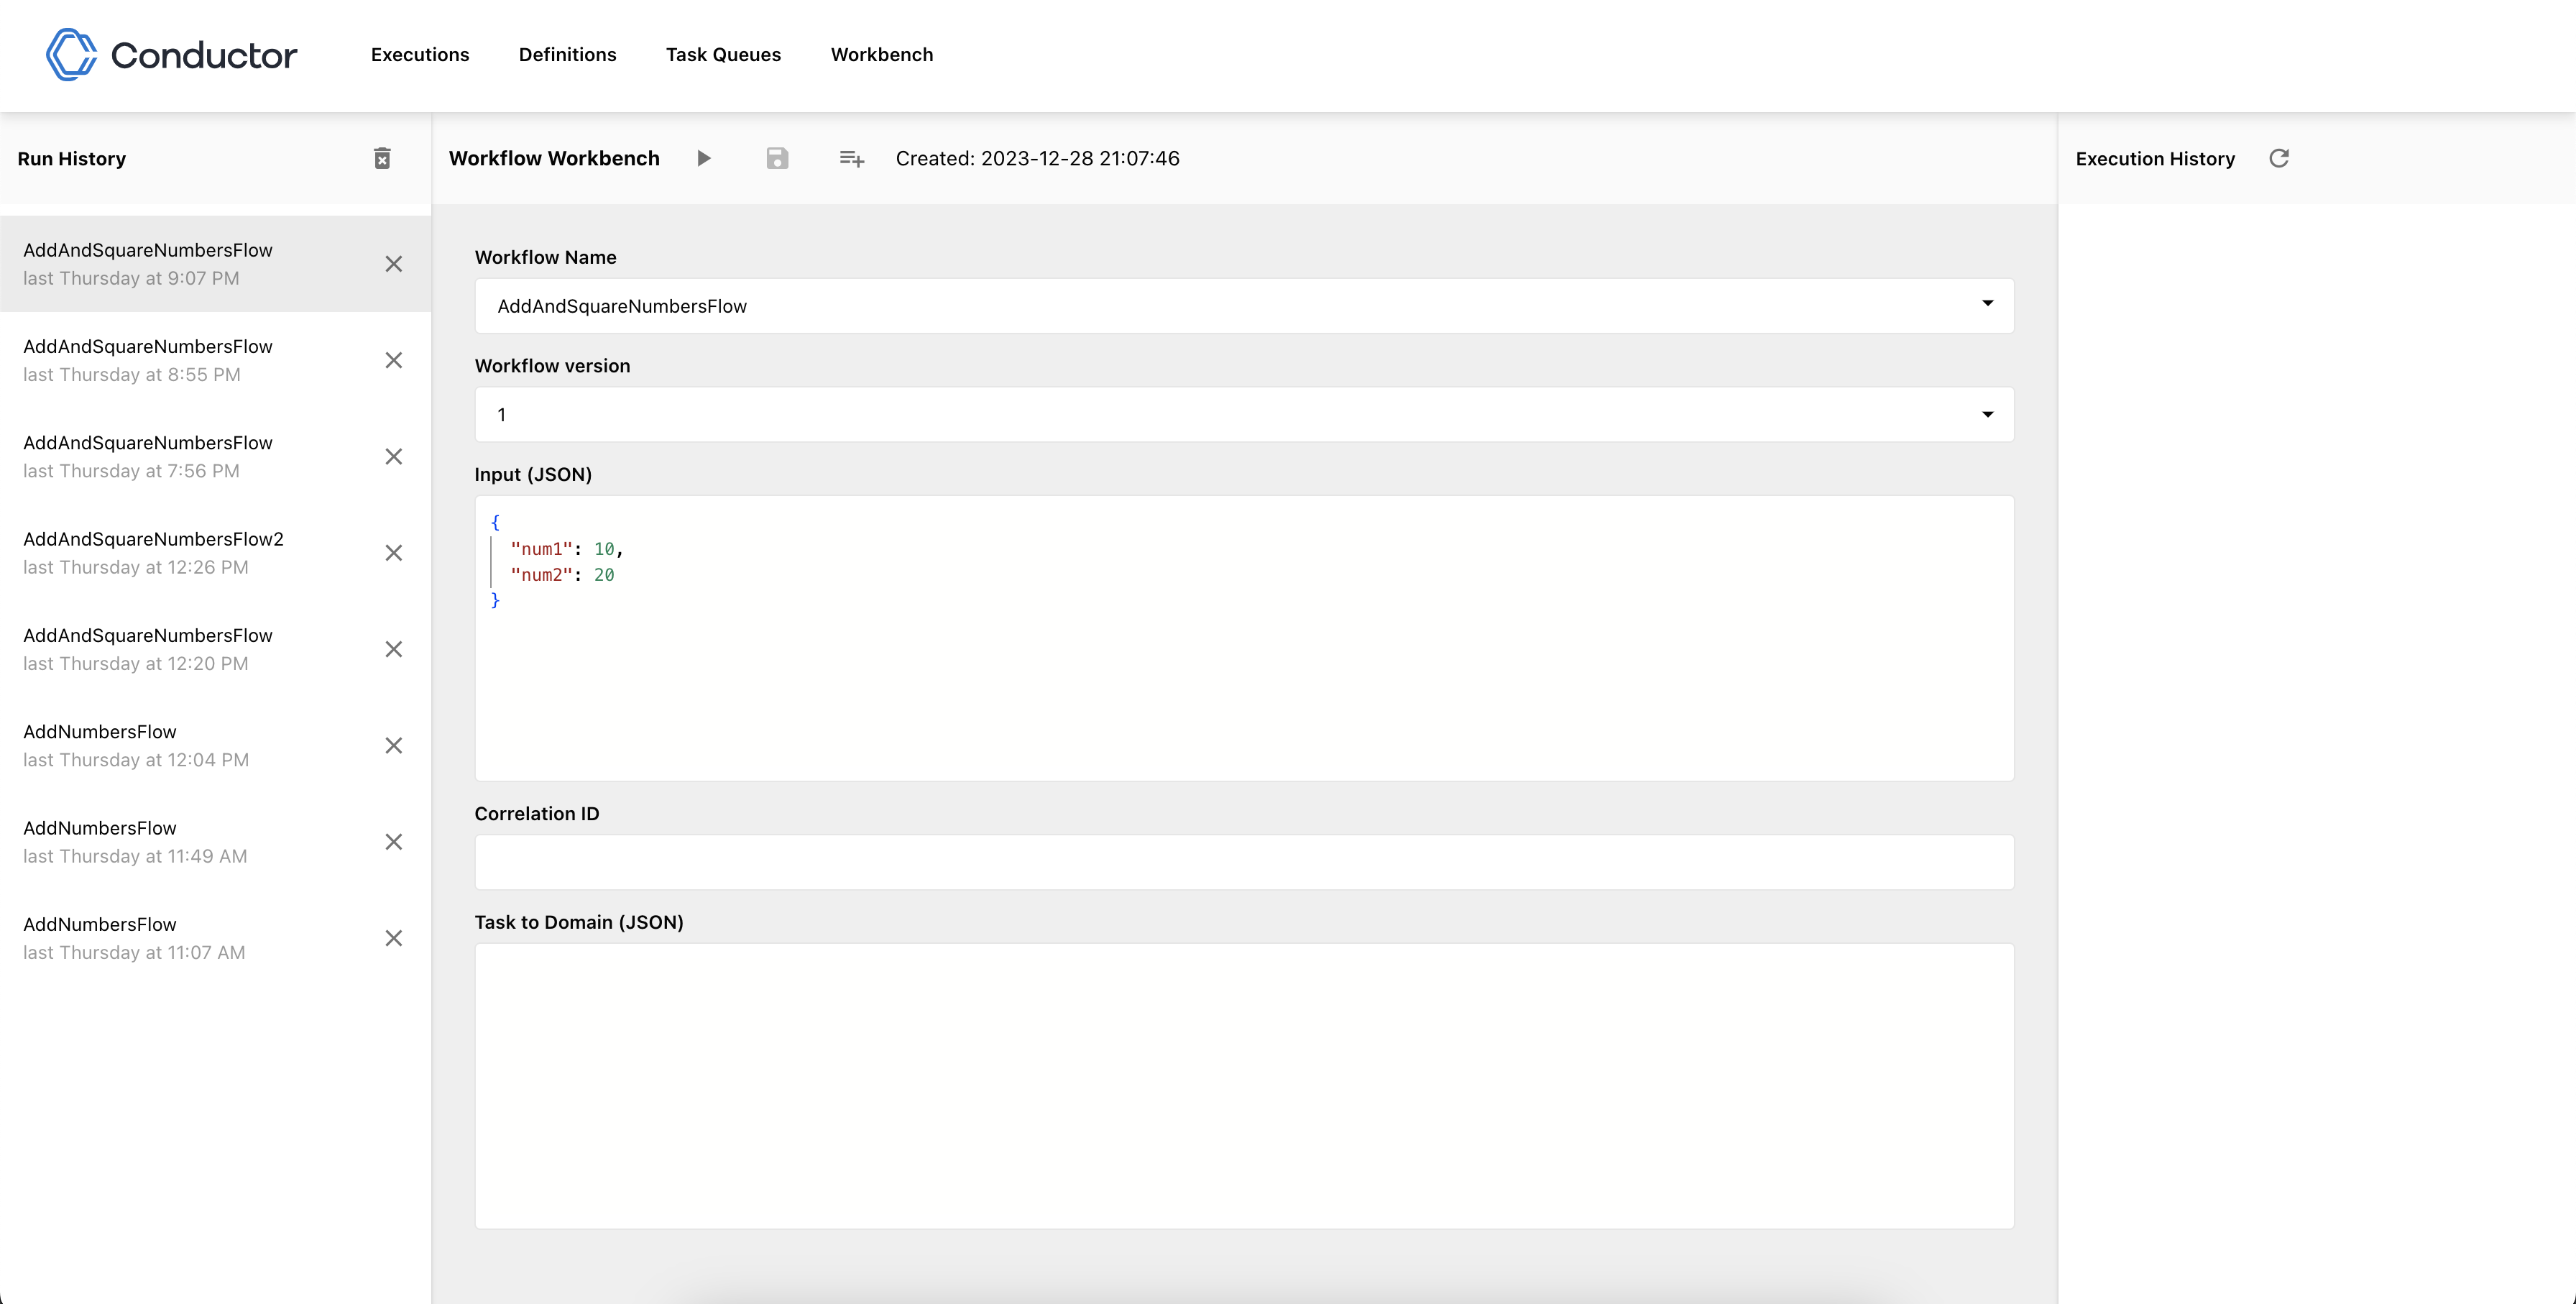 Conductor
Executions
Definitions
Task Queues
Workbench
Run History
AddAndSquareNumbersFlow
last Thursday at 9:07 PM
AddAndSquareNumbersFlow
last Thursday at 8:55 PM
AddAndSquareNumbersFlow
last Thursday at 7:56 PM
AddAndSquareNumbersFlow2
last Thursday at 12:26 PM
AddAndSquareNumbersFlow
last Thursday at 12:20 PM
AddNumbersFlow
last Thursday at 12:04 PM
AddNumbersFlow
last Thursday at 11:49 AM
AddNumbersFlow
last Thursday at 11:07 AM
Workflow Workbench
Created: 2023-12-28 21:07:46
Workflow Name
AddAndSquareNumbersFlow
Workflow version
1
Input (JSON)
{
"num1": 10,
"num2": 20
}
Correlation ID
Task to Domain (JSON)
Execution History